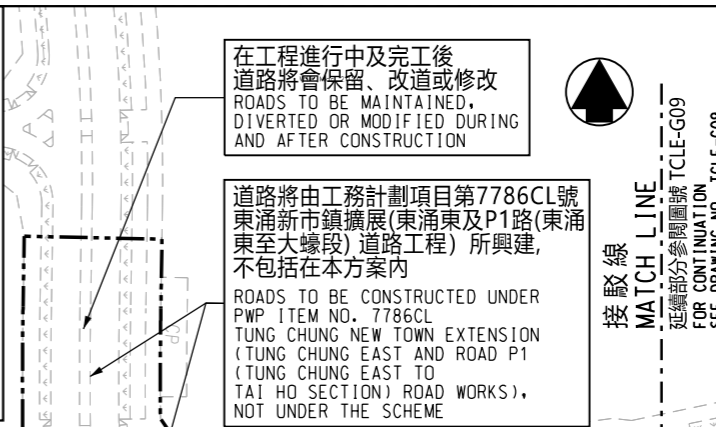 在工程進行中及完工後
道路將會保留、改道或修改
ROADS TO BE MAINTAINED,
DIVERTED OR MODIFIED DURING
AND AFTER CONSTRUCTION
道路將由工務計劃項目第7786CL號
東涌新市鎮擴展(東涌東及P1路(東涌
東至大蠔段) 道路工程) 所興建,
不包括在本方案內
ROADS TO BE CONSTRUCTED UNDER
PWP ITEM NO. 7786CL
TUNG CHUNG NEW TOWN EXTENSION
(TUNG CHUNG EAST AND ROAD P1
(TUNG CHUNG EAST TO
TAI HO SECTION) ROAD WORKS),
NOT UNDER THE SCHEME
接駁線
MATCH LINE
延續部分參閱圖號 TCLE-G09
FOR CONTINUATION
SEE DRAWING NO. TCLE-G09